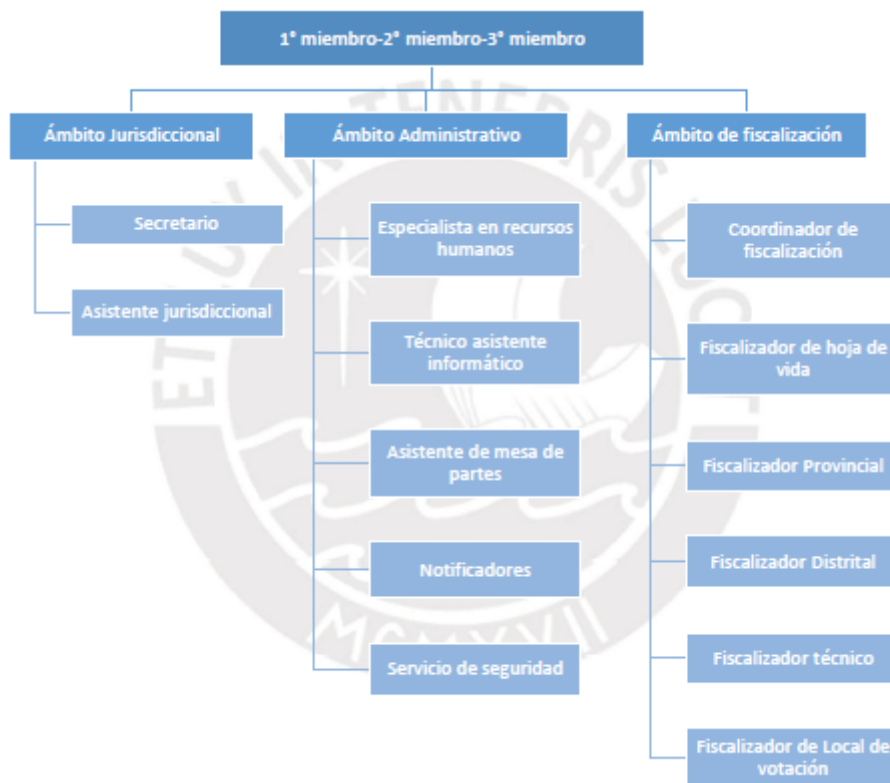 1° miembro-2° miembro-3° miembro
Ámbito Jurisdiccional
Secretario
Asistente jurisdiccional
Ámbito Administrativo
Especialista en recursos
humanos
Técnico asistente
informático
Asistente de mesa de
partes
Notificadores
Servicio de seguridad
Ámbito de fiscalización
Coordinador de
fiscalización
Fiscalizador de hoja de
vida
Fiscalizador Provincial
Fiscalizador Distrital
Fiscalizador técnico
Fiscalizador de Local de
votación
MCMXVII